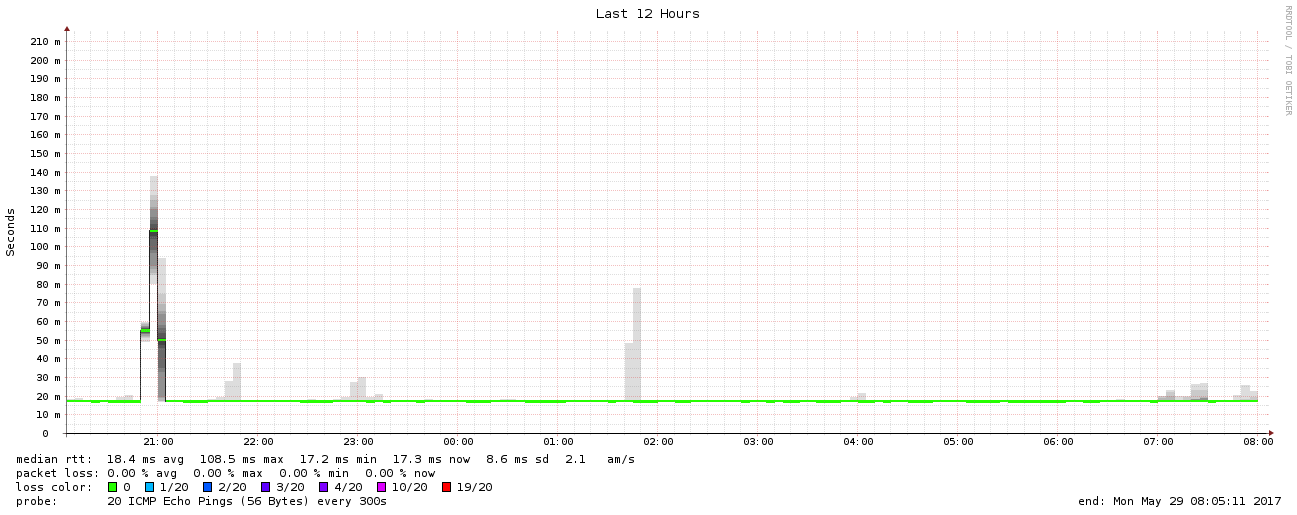 Last 12 Hours
RRDTOOL / TOBI OETIKER
Seconds
210 m
200 m
190 m
180 m
170 m
160 m
150 m
140 m
130 m
120 m
110 m
100 m
90 m
80 m
70 m
60 m
50 m
40 m
30 m
20 m
10 m
0
21:00 22:00 23:00 00:00 01:00 02:00 03:00 04:00 05:00 06:00 07:00 08:00
median rtt: 18.4 ms avg 108.5 ms max 17.2 ms min 17.3 ms now 8.6 ms sd 2.1 am/s
packet loss: 0.00 % avg 0.00 % max 0.00 % min 0.00 % now
loss color: 0 1/20 2/20 3/20 4/20 10/20 19/20
probe: 20 ICMP Echo Pings (56 Bytes) every 300s end: Mon May 29 08:05:11 2017